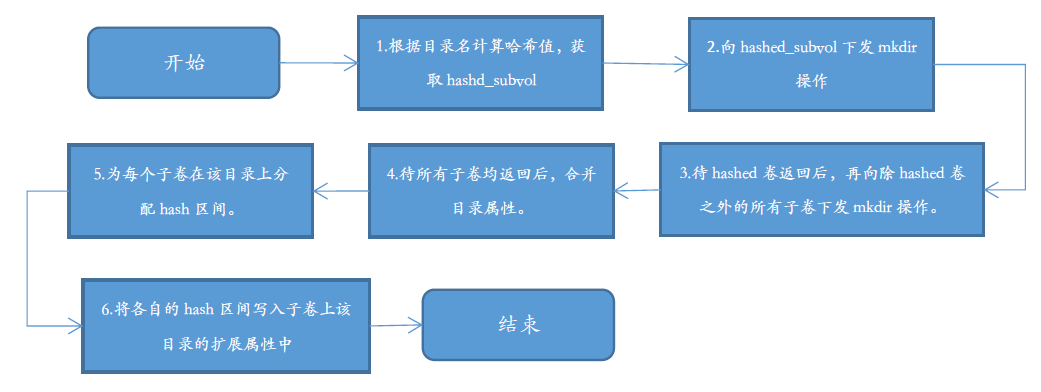 开始
1.根据目录名计算哈希值，获
取 hashd_subvol
2.向 hashed_subvol 下发 mkdir
操作
3.待 hashed 卷返回后，再向除 hashed 卷
之外的所有子卷下发 mkdir 操作。
4.待所有子卷均返回后，合并
目录属性。
5.为每个子卷在该目录上分
配 hash 区间。
6.将各自的 hash 区间写入子卷上该
目录的扩展属性中
结束